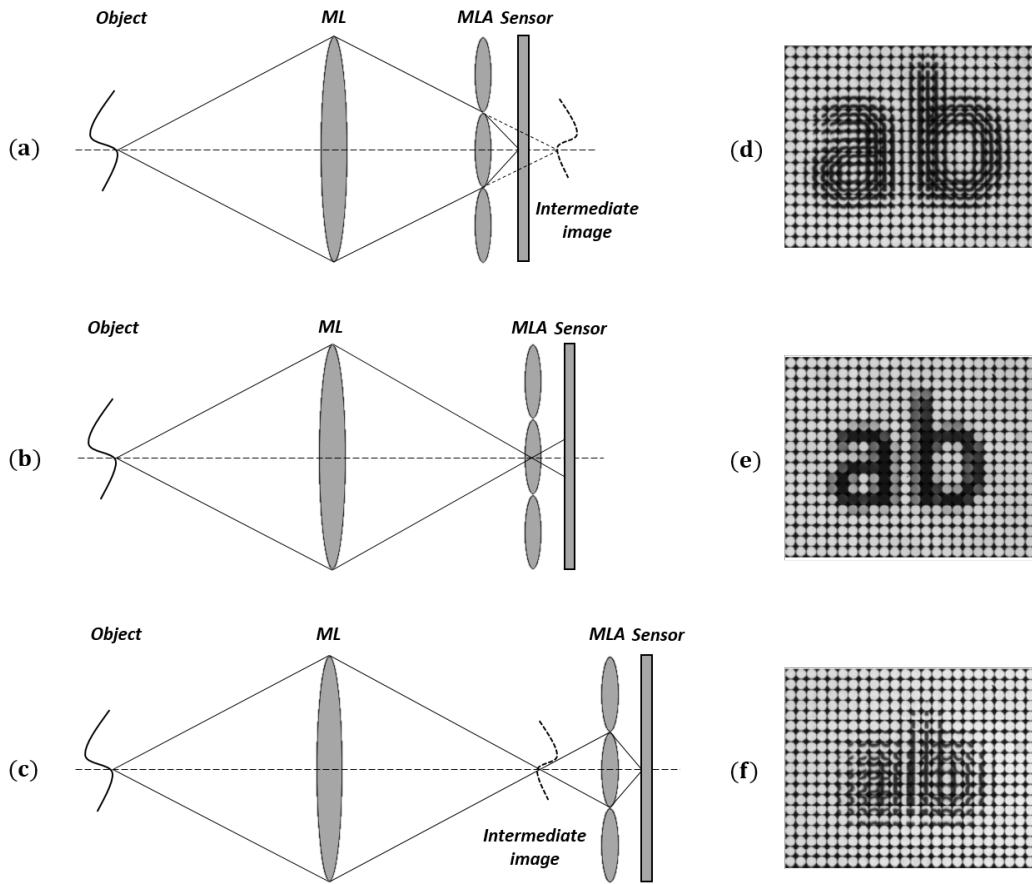 Object ML MLA Sensor
(a)
Intermediate
image
(d)
ab
Object ML MLA Sensor
(b)
(e)
ab
Object ML MLA Sensor
(c)
Intermediate
image
(f)
ab